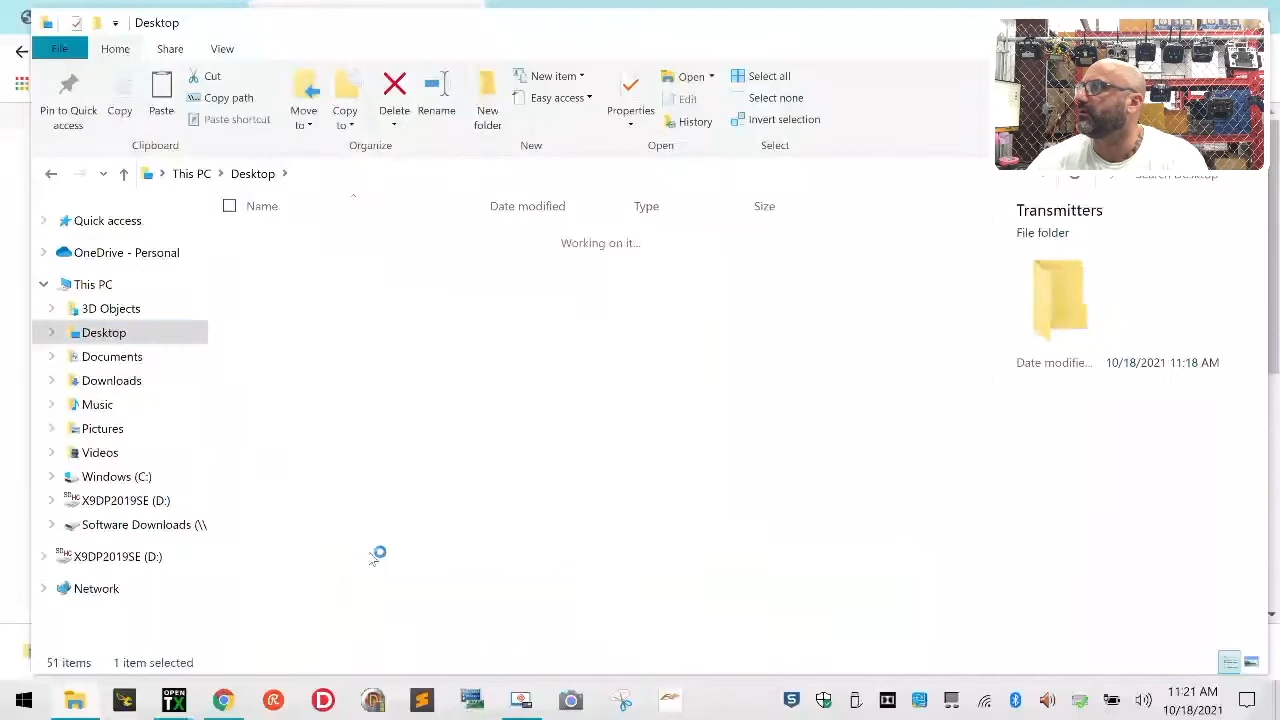 Desktop
File Home Share View
Pin to Quick access
Copy
Paste
Cut
Copy path
Paste shortcut
Clipboard
Move to
Copy to
Delete
Rename
Organize
New folder
New item
Easy access
New
Properties
Open
Edit
History
Open
Select all
Select none
Invert selection
Select
This PC Desktop
Search Desktop
Name Date modified Type Size
Working on it...
Quick access
OneDrive - Personal
This PC
3D Objects
Desktop
Documents
Downloads
Music
Pictures
Videos
Windows (C:)
X9DP2019SE (D:)
Software Downloads (\\
X9DP2019SE (D:)
Network
Transmitters
File folder
Date modifie... 10/18/2021 11:18 AM
51 items 1 item selected
OPEN
TX
11:21 AM
10/18/2021